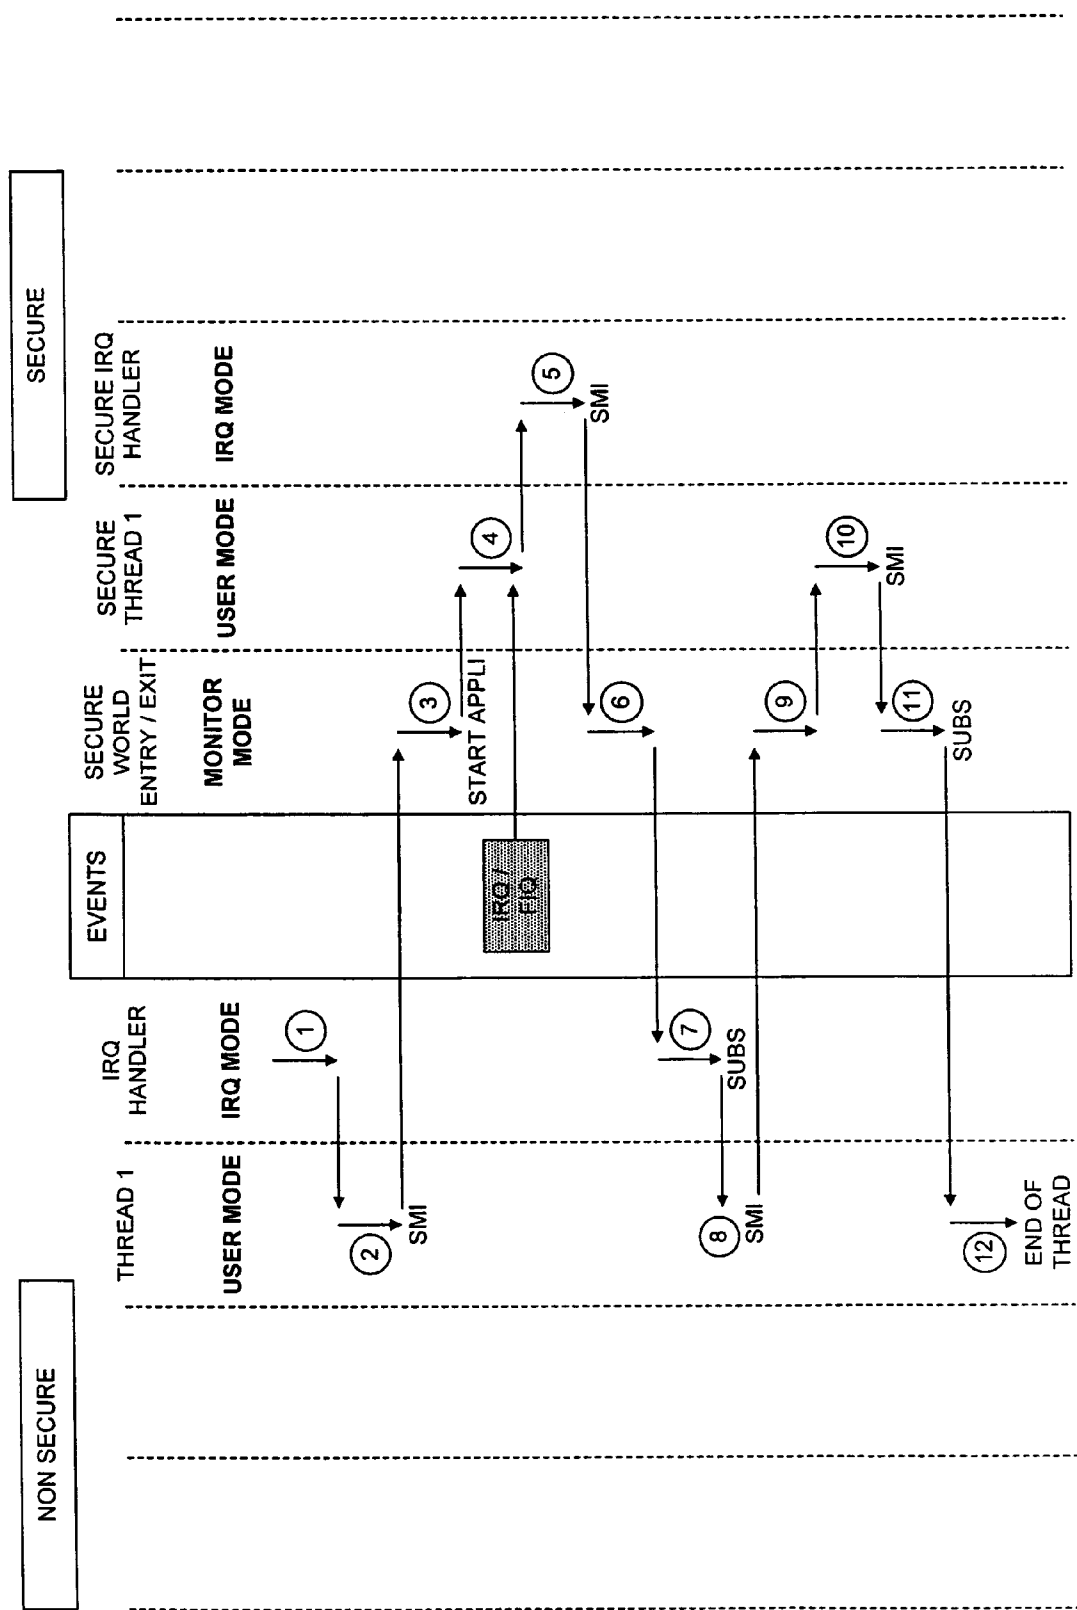 NON SECURE
SECURE
THREAD 1
USER MODE
IRQ
HANDLER
IRQ MODE
EVENTS
SECURE
WORLD
ENTRY / EXIT
MONITOR
MODE
SECURE
THREAD 1
USER MODE
SECURE IRQ
HANDLER
IRQ MODE
1
2
SMI
3
START APPLI
4
IRQ /
FIQ
5
SMI
6
7
SUBS
8
SMI
9
10
SMI
11
SUBS
12
END OF
THREAD